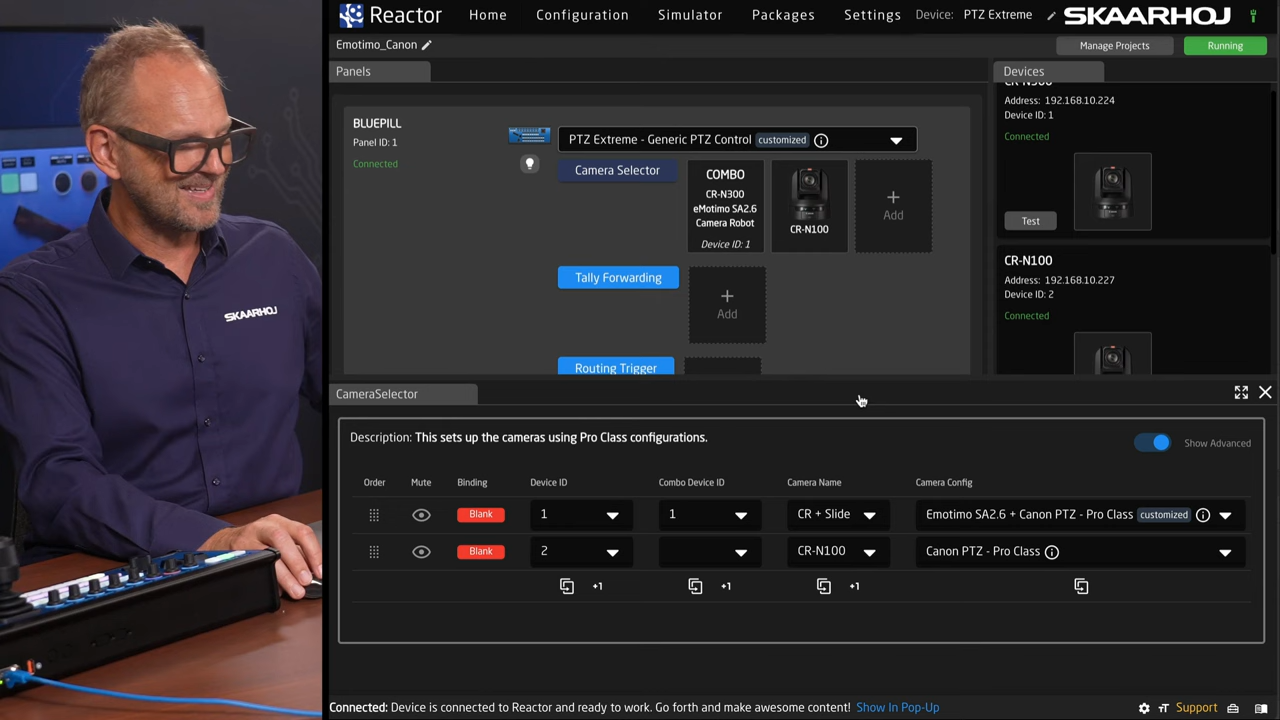 SKAARHOJ
Reactor
Home
Configuration
Simulator
Packages
Settings
Device: PTZ Extreme
SKAARHOJ
Emotimo_Canon
Manage Projects
Running
Panels
BLUEPILL
Panel ID: 1
Connected
PTZ Extreme - Generic PTZ Control customized
Camera Selector
COMBO
CR-N300
eMotimo SA2.6
Camera Robot
Device ID: 1
CR-N100
+
Add
Tally Forwarding
+
Add
Routing Trigger
Devices
CR-N300
Address: 192.168.10.224
Device ID: 1
Connected
Test
CR-N100
Address: 192.168.10.227
Device ID: 2
Connected
CameraSelector
Description: This sets up the cameras using Pro Class configurations.
Show Advanced
Order Mute Binding Device ID Combo Device ID Camera Name Camera Config
Blank 1 1 CR + Slide Emotimo SA2.6 + Canon PTZ - Pro Class customized
Blank 2 CR-N100 Canon PTZ - Pro Class
+1 +1 +1
Connected: Device is connected to Reactor and ready to work. Go forth and make awesome content! Show In Pop-Up
Support